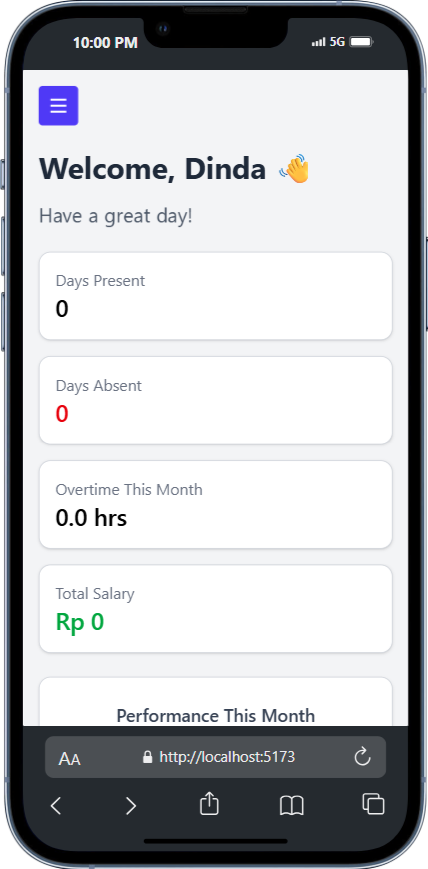 10:00 PM 5G
Welcome, Dinda 👋
Have a great day!
Days Present
0
Days Absent
0
Overtime This Month
0.0 hrs
Total Salary
Rp 0
Performance This Month
AA http://localhost:5173